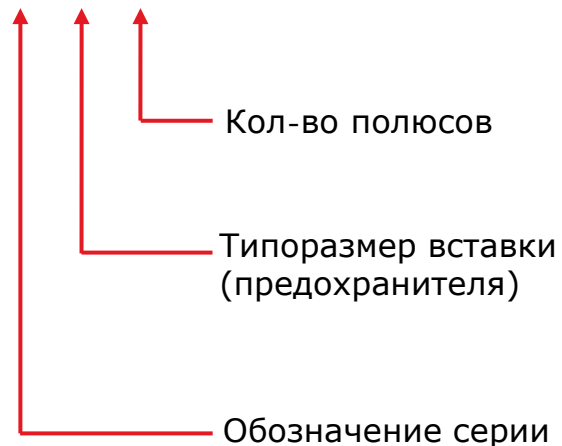 Кол-во полюсов
Типоразмер вставки
(предохранителя)
Обозначение серии